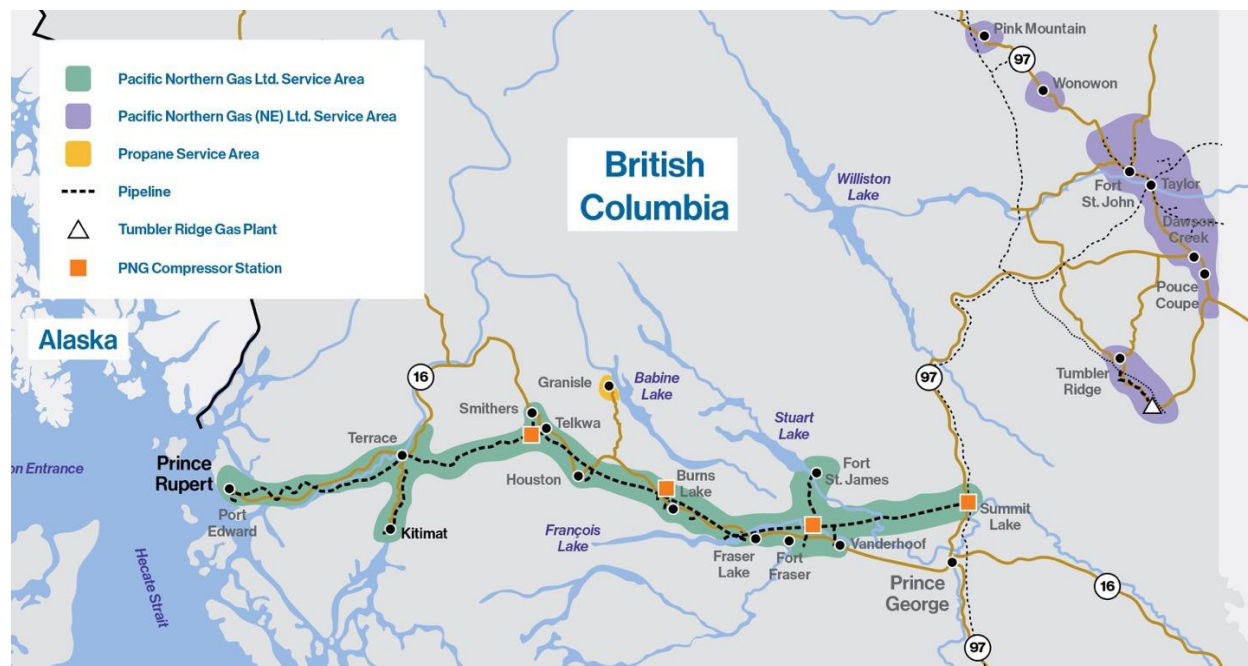 Pacific Northern Gas Ltd. Service Area
Pacific Northern Gas (NE) Ltd. Service Area
Propane Service Area
Pipeline
Tumbler Ridge Gas Plant
PNG Compressor Station
British
Columbia
Alaska
Pink Mountain
97
Wonowon
Williston
Lake
Fort
St. John
Taylor
Dawson
Creek
Pouce
Coupe
Tumbler
Ridge
97
16
Granisle
Babine
Lake
Smithers
Telkwa
Stuart
Lake
Terrace
Prince
Rupert
Port
Edward
Kitimat
Houston
Burns
Lake
Fort
St. James
Summit
Lake
François
Lake
Fraser
Lake
Fort
Fraser
Vanderhoof
Prince
George
on Entrance
Hecate Strait
16
97